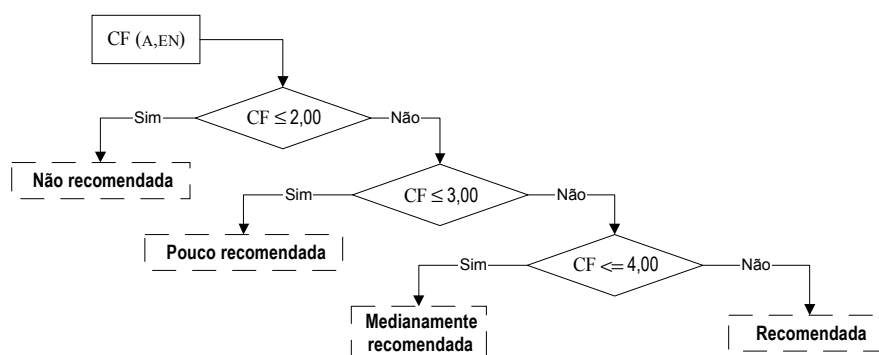 CF (A,EN)
CF ≤ 2,00
Sim
Não
Não recomendada
CF ≤ 3,00
Sim
Não
Pouco recomendada
CF <= 4,00
Sim
Não
Medianamente
recomendada
Recomendada